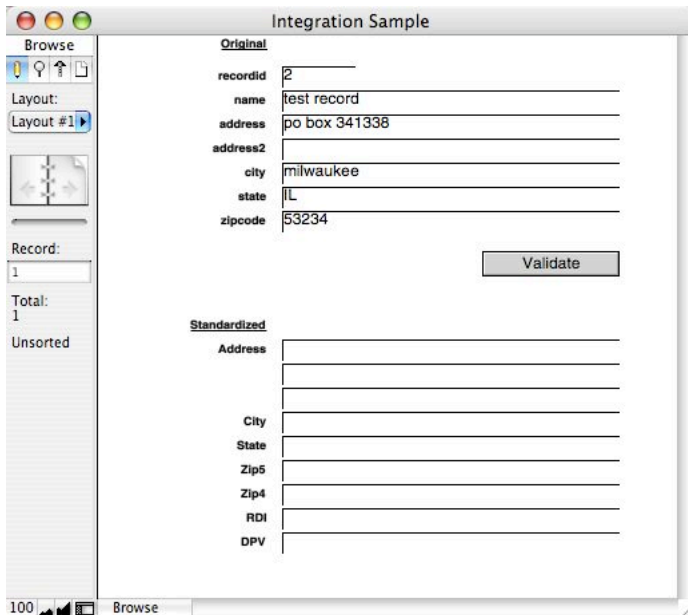 Integration Sample
Browse
Layout:
Layout #1
Record:
1
Total:
1
Unsorted
Original
recordid 2
name test record
address po box 341338
address2
city milwaukee
state IL
zipcode 53234
Validate
Standardized
Address
City
State
Zip5
Zip4
RDI
DPV
100 Browse